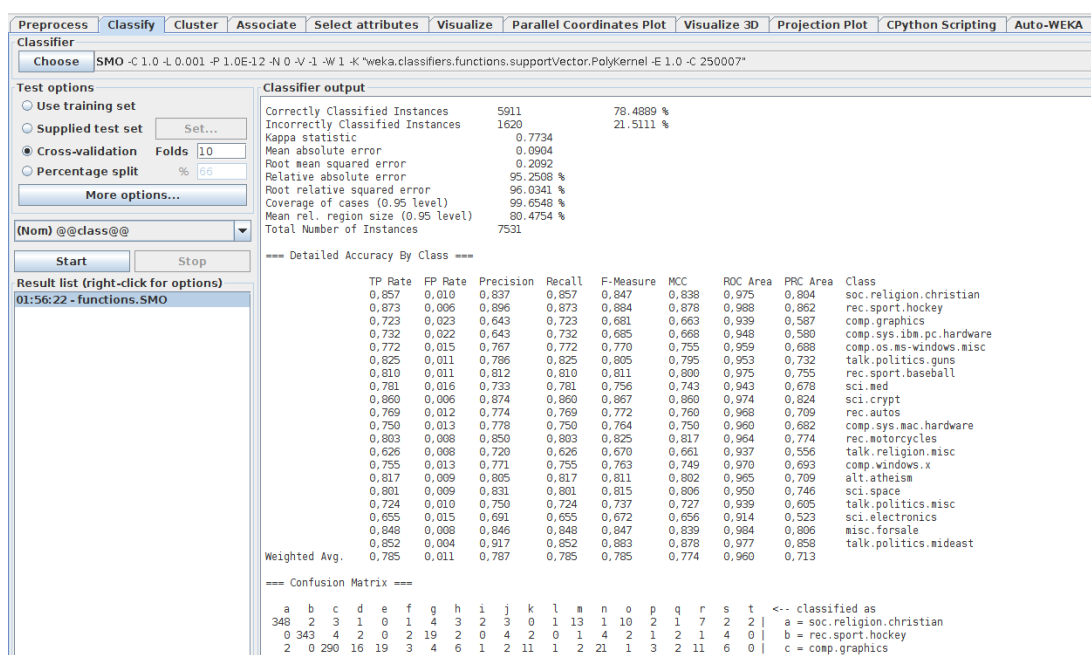 Preprocess Classify Cluster Associate Select attributes Visualize Parallel Coordinates Plot Visualize 3D Projection Plot CPython Scripting Auto-WEKA
Classifier
Choose SMO -C 1.0 -L 0.001 -P 1.0E-12 -N 0 -V -1 -W 1 -K "weka.classifiers.functions.supportVector.PolyKernel -E 1.0 -C 250007"
Test options
Use training set
Supplied test set Set...
Cross-validation Folds 10
Percentage split % 66
More options...
(Nom) @@class@@
Start Stop
Result list (right-click for options)
01:56:22 - functions.SMO
Classifier output
Correctly Classified Instances 5911 78.4889 %
Incorrectly Classified Instances 1620 21.5111 %
Kappa statistic 0.7734
Mean absolute error 0.0904
Root mean squared error 0.2092
Relative absolute error 95.2508 %
Root relative squared error 96.0341 %
Coverage of cases (0.95 level) 99.6548 %
Mean rel. region size (0.95 level) 80.4754 %
Total Number of Instances 7531
=== Detailed Accuracy By Class ===
TP Rate FP Rate Precision Recall F-Measure MCC ROC Area PRC Area Class
0,857 0,010 0,837 0,857 0,847 0,838 0,975 0,804 soc.religion.christian
0,873 0,006 0,896 0,873 0,884 0,878 0,988 0,862 rec.sport.hockey
0,723 0,023 0,643 0,723 0,681 0,663 0,939 0,587 comp.graphics
0,732 0,022 0,643 0,732 0,685 0,668 0,948 0,580 comp.sys.ibm.pc.hardware
0,772 0,015 0,767 0,772 0,770 0,755 0,959 0,688 comp.os.ms-windows.misc
0,825 0,011 0,786 0,825 0,805 0,795 0,953 0,732 talk.politics.guns
0,810 0,011 0,812 0,810 0,811 0,800 0,975 0,755 rec.sport.baseball
0,781 0,016 0,733 0,781 0,756 0,743 0,943 0,678 sci.med
0,860 0,006 0,874 0,860 0,867 0,860 0,974 0,824 sci.crypt
0,769 0,012 0,774 0,769 0,772 0,760 0,968 0,709 rec.autos
0,750 0,013 0,778 0,750 0,764 0,750 0,960 0,682 comp.sys.mac.hardware
0,803 0,008 0,850 0,803 0,825 0,817 0,964 0,774 rec.motorcycles
0,626 0,008 0,720 0,626 0,670 0,661 0,937 0,556 talk.religion.misc
0,755 0,013 0,771 0,755 0,763 0,749 0,970 0,693 comp.windows.x
0,817 0,009 0,805 0,817 0,811 0,802 0,965 0,709 alt.atheism
0,801 0,009 0,831 0,801 0,815 0,806 0,950 0,746 sci.space
0,724 0,010 0,750 0,724 0,737 0,727 0,939 0,605 talk.politics.misc
0,655 0,015 0,691 0,655 0,672 0,656 0,914 0,523 sci.electronics
0,848 0,008 0,846 0,848 0,847 0,839 0,984 0,806 misc.forsale
0,852 0,004 0,917 0,852 0,883 0,878 0,977 0,858 talk.politics.mideast
Weighted Avg. 0,785 0,011 0,787 0,785 0,785 0,774 0,960 0,713
=== Confusion Matrix ===
a b c d e f g h i j k l m n o p q r s t <-- classified as
348 2 3 1 0 1 4 3 2 3 0 1 13 1 10 2 1 7 2 2 | a = soc.religion.christian
0 343 4 2 0 2 19 2 0 4 2 0 1 4 2 1 2 1 4 0 | b = rec.sport.hockey
2 0 290 16 19 3 4 6 1 2 11 1 2 21 1 3 2 11 6 0 | c = comp.graphics